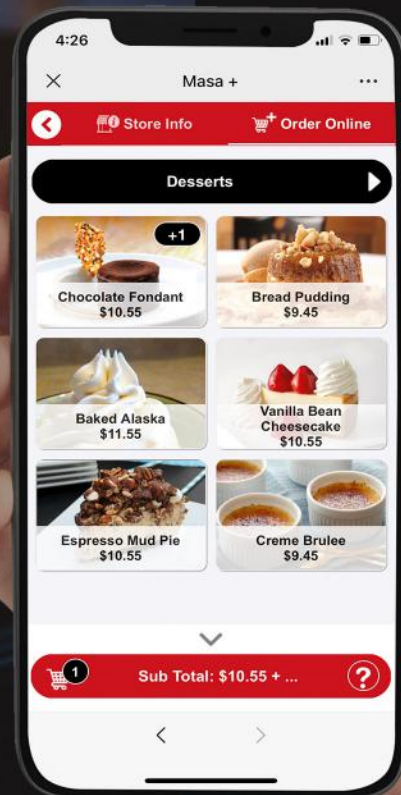 4:26
Masa +
Store Info
Order Online
Desserts
+1
Chocolate Fondant
$10.55
Bread Pudding
$9.45
Baked Alaska
$11.55
Vanilla Bean
Cheesecake
$10.55
Espresso Mud Pie
$10.55
Creme Brulee
$9.45
1
Sub Total: $10.55 + ...
?